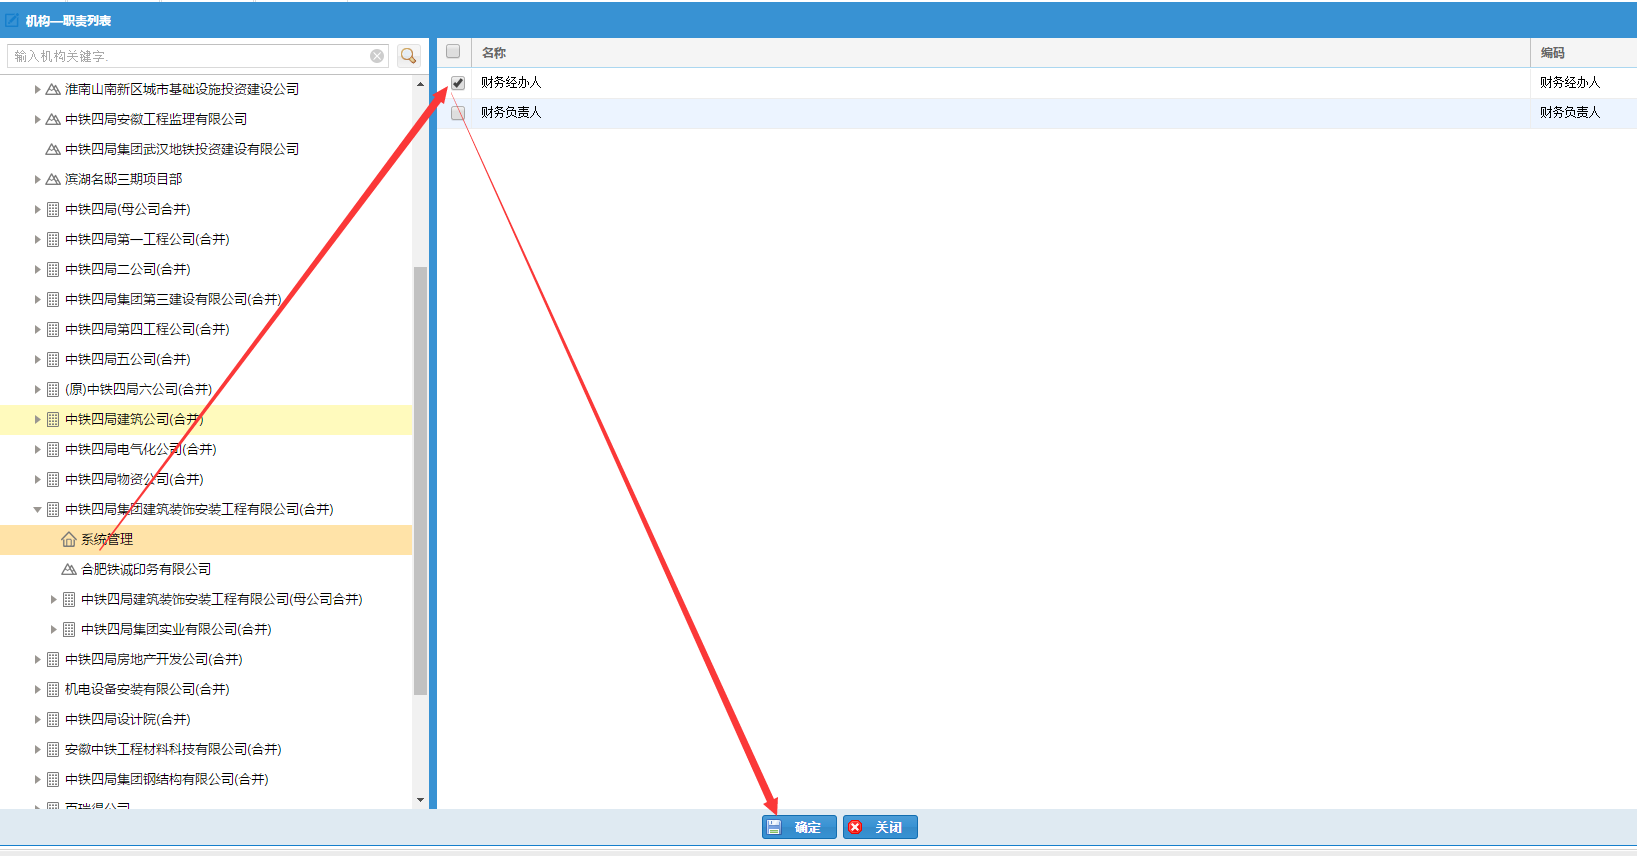 机构—职责列表
输入机构关键字.
淮南山南新区城市基础设施投资建设公司
中铁四局安徽工程监理有限公司
中铁四局集团武汉地铁投资建设有限公司
滨湖名邸三期项目部
中铁四局(母公司合并)
中铁四局第一工程公司(合并)
中铁四局二公司(合并)
中铁四局集团第三建设有限公司(合并)
中铁四局第四工程公司(合并)
中铁四局五公司(合并)
(原)中铁四局六公司(合并)
中铁四局建筑公司(合并)
中铁四局电气化公司(合并)
中铁四局物资公司(合并)
中铁四局集团建筑装饰安装工程有限公司(合并)
系统管理
合肥铁诚印务有限公司
中铁四局建筑装饰安装工程有限公司(母公司合并)
中铁四局集团实业有限公司(合并)
中铁四局房地产开发公司(合并)
机电设备安装有限公司(合并)
中铁四局设计院(合并)
安徽中铁工程材料科技有限公司(合并)
中铁四局集团钢结构有限公司(合并)
百瑞得公司
名称 编码
财务经办人 财务经办人
财务负责人 财务负责人
确定 关闭